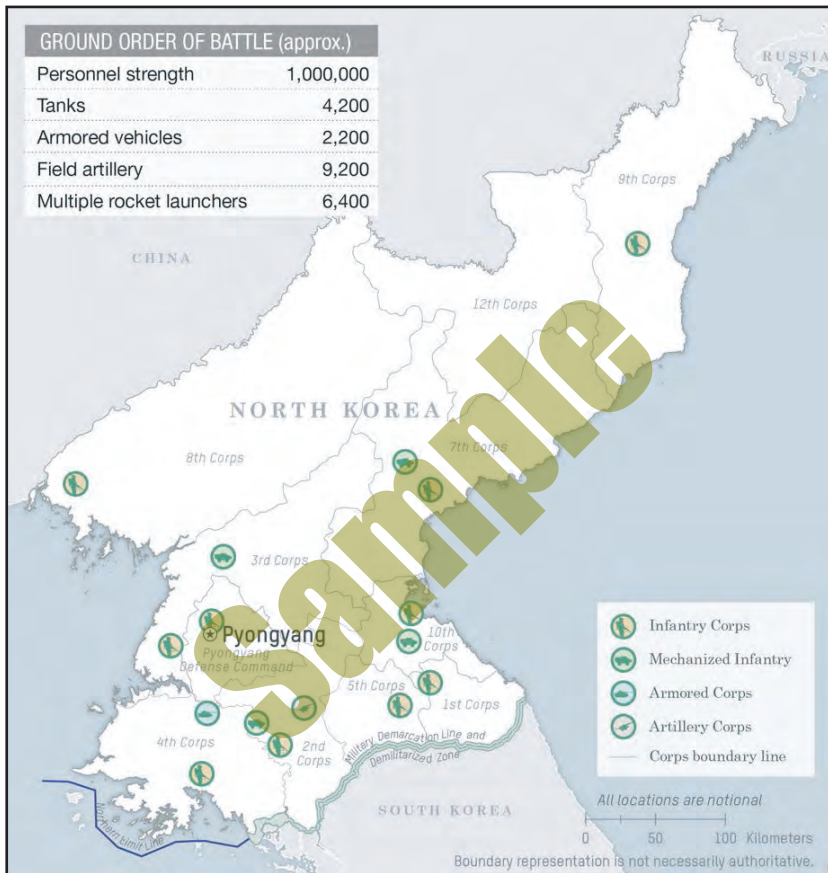 GROUND ORDER OF BATTLE (approx.)
Personnel strength 1,000,000
Tanks 4,200
Armored vehicles 2,200
Field artillery 9,200
Multiple rocket launchers 6,400
RUSSIA
9th Corps
CHINA
12th Corps
NORTH KOREA
7th Corps
8th Corps
Sample
3rd Corps
Pyongyang
Pyongyang
Defense Command
10th
Corps
5th Corps
1st Corps
4th Corps
2nd
Corps
Military Demarcation Line and
Demilitarized Zone
Northern Limit Line
SOUTH KOREA
Infantry Corps
Mechanized Infantry
Armored Corps
Artillery Corps
Corps boundary line
All locations are notional
0 50 100 Kilometers
Boundary representation is not necessarily authoritative.